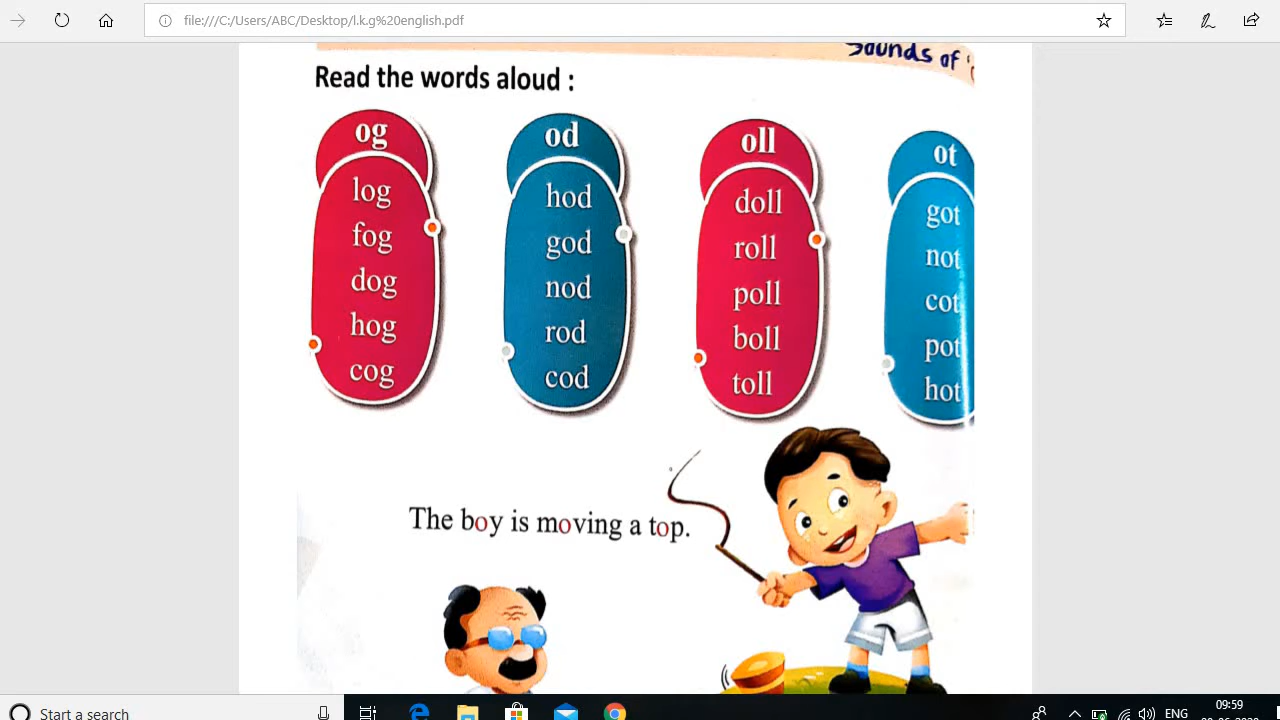 file:///C:/Users/ABC/Desktop/l.k.g%20english.pdf
Sounds of
Read the words aloud :
og
log
fog
dog
hog
cog
od
hod
god
nod
rod
cod
oll
doll
roll
poll
boll
toll
ot
got
not
cot
pot
hot
The boy is moving a top.
Start a search
ENG
09:59